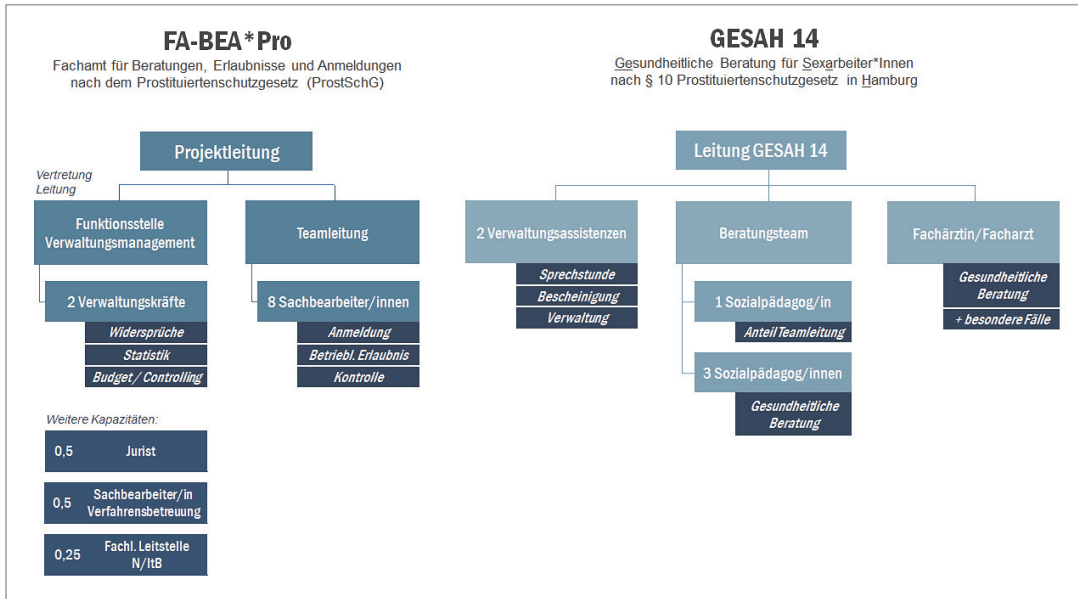 FA-BEA*Pro
Fachamt für Beratungen, Erlaubnisse und Anmeldungen
nach dem Prostituiertenschutzgesetz (ProstSchG)
Projektleitung
Vertretung
Leitung
Funktionsstelle
Verwaltungsmanagement
2 Verwaltungskräfte
Widersprüche
Statistik
Budget / Controlling
Teamleitung
8 Sachbearbeiter/innen
Anmeldung
Betriebl. Erlaubnis
Kontrolle
Weitere Kapazitäten:
0,5 Jurist
0,5 Sachbearbeiter/in
Verfahrensbetreuung
0,25 Fachl. Leitstelle
N/ItB
GESAH 14
Gesundheitliche Beratung für Sexarbeiter*Innen
nach § 10 Prostituiertenschutzgesetz in Hamburg
Leitung GESAH 14
2 Verwaltungsassistenzen
Sprechstunde
Bescheinigung
Verwaltung
Beratungsteam
1 Sozialpädagog/in
Anteil Teamleitung
3 Sozialpädagog/innen
Gesundheitliche
Beratung
Fachärztin/Facharzt
Gesundheitliche
Beratung
+ besondere Fälle